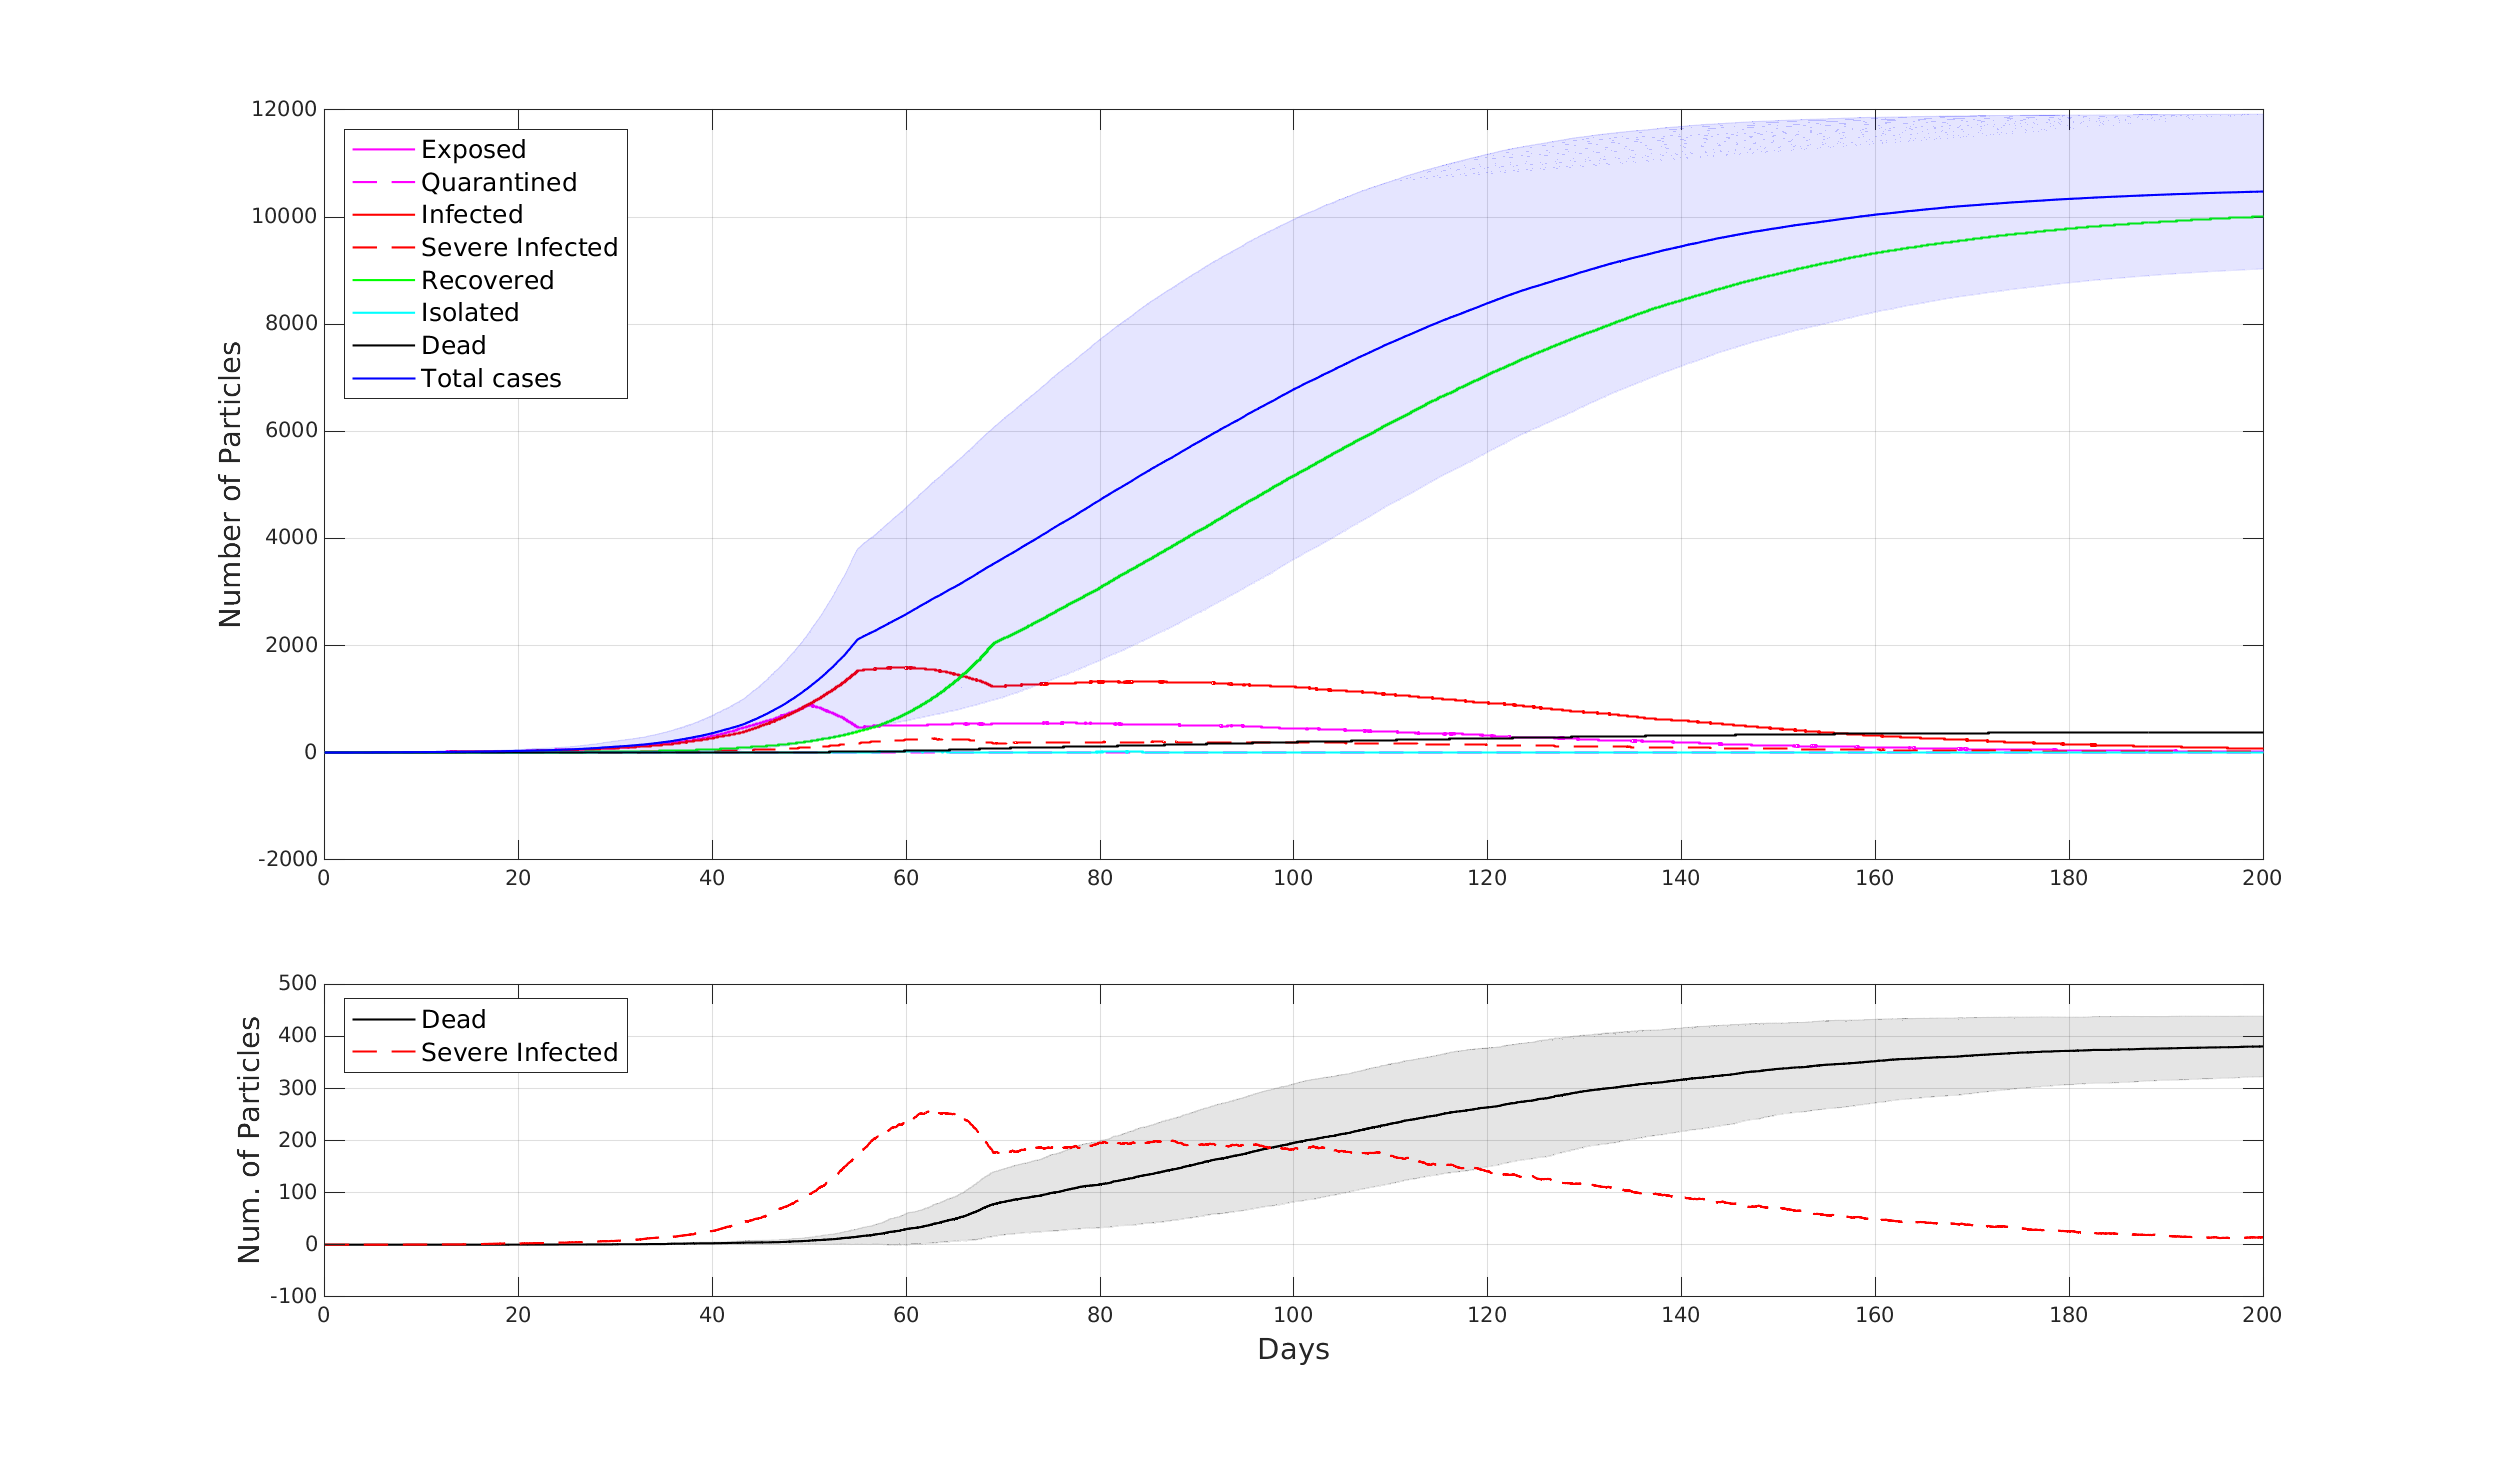 12000
10000
8000
6000
4000
2000
0
-2000
Number of Particles
Exposed
Quarantined
Infected
Severe Infected
Recovered
Isolated
Dead
Total cases
0 20 40 60 80 100 120 140 160 180 200
500
400
300
200
100
0
-100
Num. of Particles
Dead
Severe Infected
0 20 40 60 80 100 120 140 160 180 200
Days